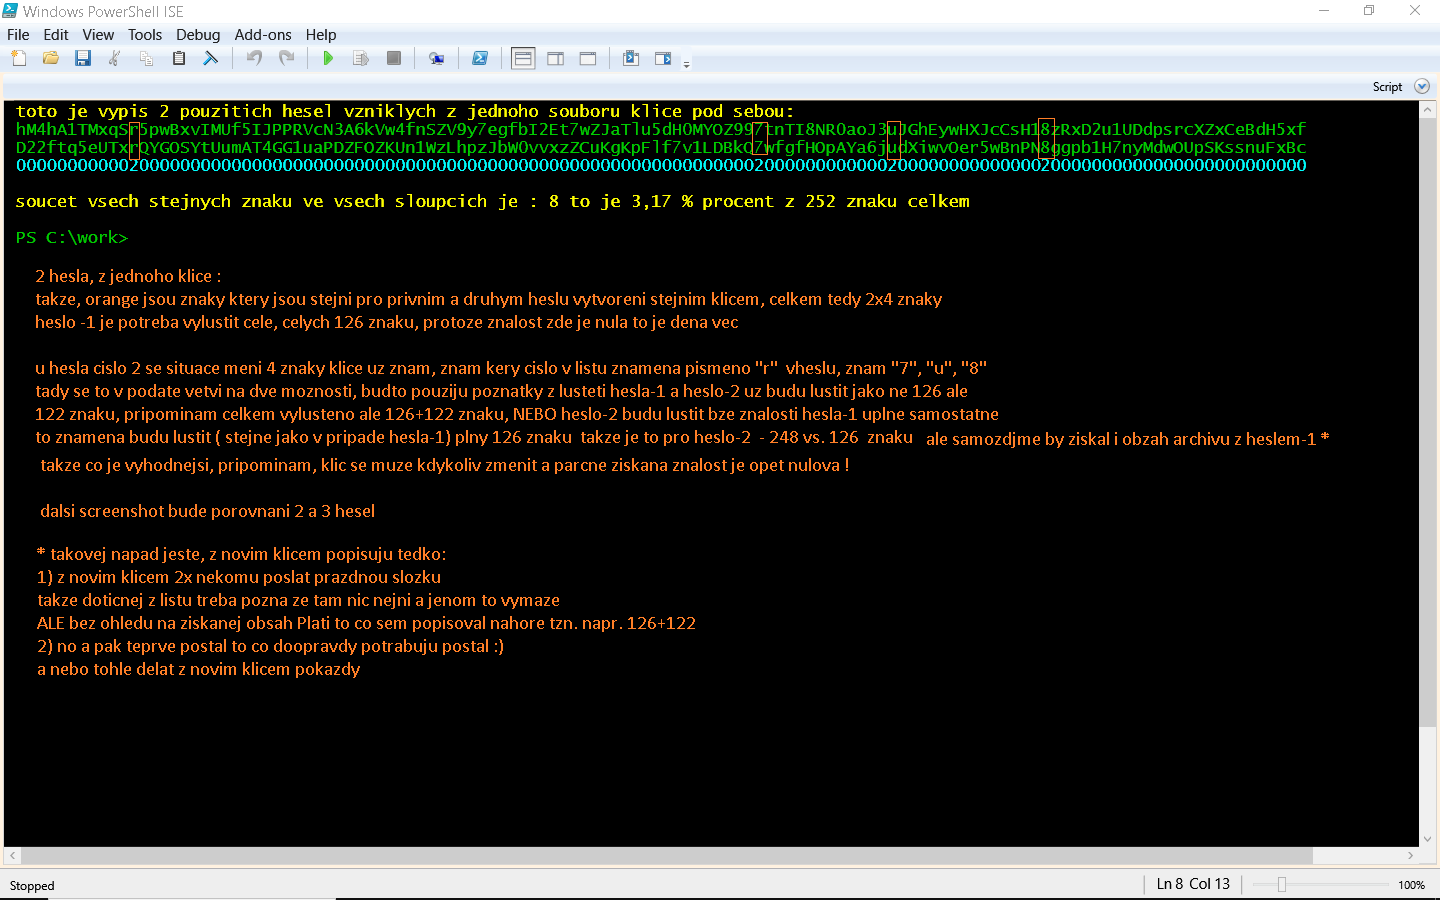 Windows PowerShell ISE
File Edit View Tools Debug Add-ons Help
Script
toto je vypis 2 pouzitich hesel vzniklych z jednoho souboru klice pod sebou:
hM4hA1TMxqSr5pwBxvIMUf5IJPPRVcN3A6kVw4fnSZV9y7egfbI2Et7wZJaTlu5dH0MYOZ997tnTI8NR0aoJ3uJGhEywHXJcCsH18zRxD2u1UDdpsrcXZxCeBdH5xf
D22ftq5eUTxrQYGOSYtUumAT4GG1uaPDZFOZKUn1WzLhpzJbW0vvxzZCuKgKpFlf7v1LDBkQ7wfgfHOpAYa6judXiwvOer5wBnPN8ggpb1H7nyMdwOUpSKssnuFxBc
000000000002000000000000000000000000000000000000000000000000000000000000200000000000020000000000000020000000000000000000000000
soucet vsech stejnych znaku ve vsech sloupcich je : 8 to je 3,17 % procent z 252 znaku celkem
PS C:\work>
2 hesla, z jednoho klice :
takze, orange jsou znaky ktery jsou stejni pro privnim a druhym heslu vytvoreni stejnim klicem, celkem tedy 2x4 znaky
heslo -1 je potreba vylustit cele, celych 126 znaku, protoze znalost zde je nula to je dena vec
u hesla cislo 2 se situace meni 4 znaky klice uz znam, znam kery cislo v listu znamena pismeno "r" vheslu, znam "7", "u", "8"
tady se to v podate vetvi na dve moznosti, budto pouziju poznatky z lusteti hesla-1 a heslo-2 uz budu lustit jako ne 126 ale
122 znaku, pripominam celkem vylusteno ale 126+122 znaku, NEBO heslo-2 budu lustit bze znalosti hesla-1 uplne samostatne
to znamena budu lustit ( stejne jako v pripade hesla-1) plny 126 znaku takze je to pro heslo-2 - 248 vs. 126 znaku ale samozdjme by ziskal i obzah archivu z heslem-1 *
takze co je vyhodnejsi, pripominam, klic se muze kdykoliv zmenit a parcne ziskana znalost je opet nulova !
dalsi screenshot bude porovnani 2 a 3 hesel
* takovej napad jeste, z novim klicem popisuju tedko:
1) z novim klicem 2x nekomu poslat prazdnou slozku
takze doticnej z listu treba pozna ze tam nic nejni a jenom to vymaze
ALE bez ohledu na ziskanej obsah Plati to co sem popisoval nahore tzn. napr. 126+122
2) no a pak teprve postal to co doopravdy potrabuju postal :)
a nebo tohle delat z novim klicem pokazdy
Stopped
Ln 8 Col 13
100%